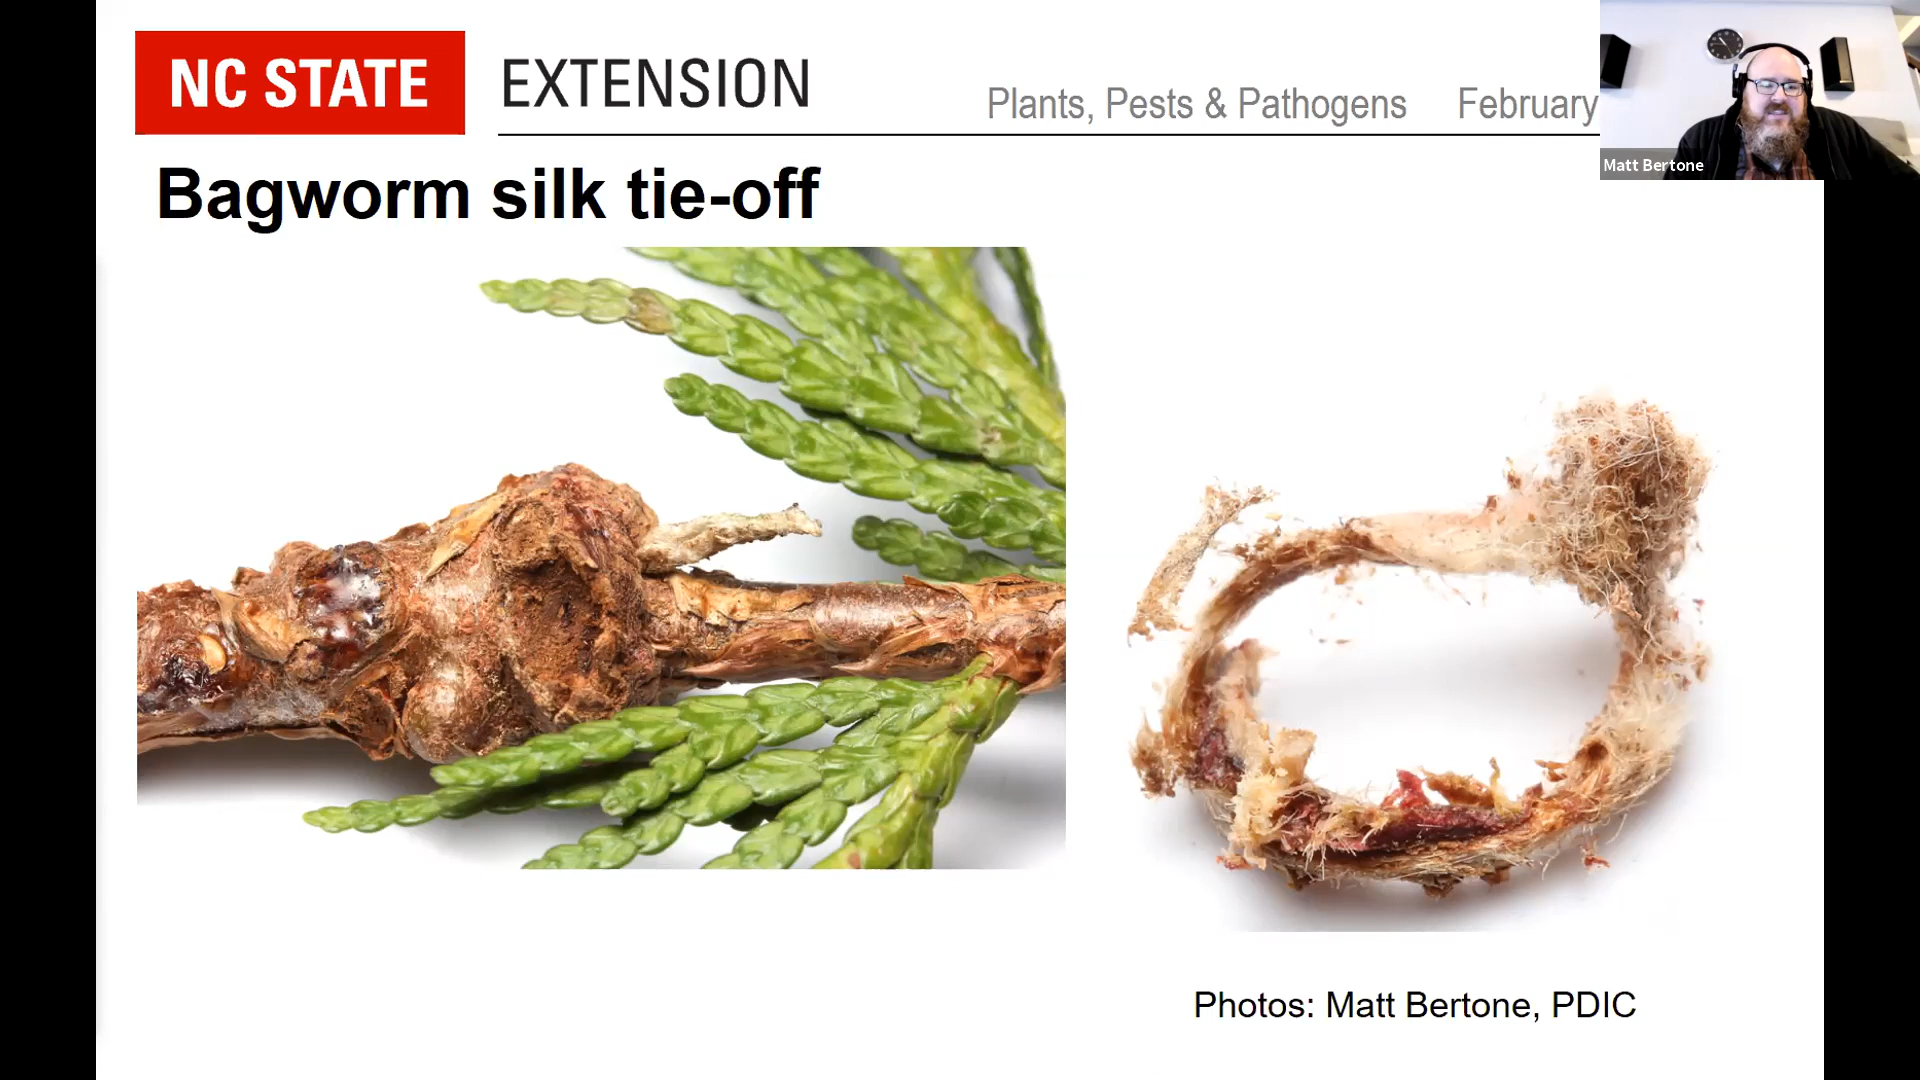 NC STATE EXTENSION
Plants, Pests & Pathogens February
Matt Bertone
Bagworm silk tie-off
Photos: Matt Bertone, PDIC